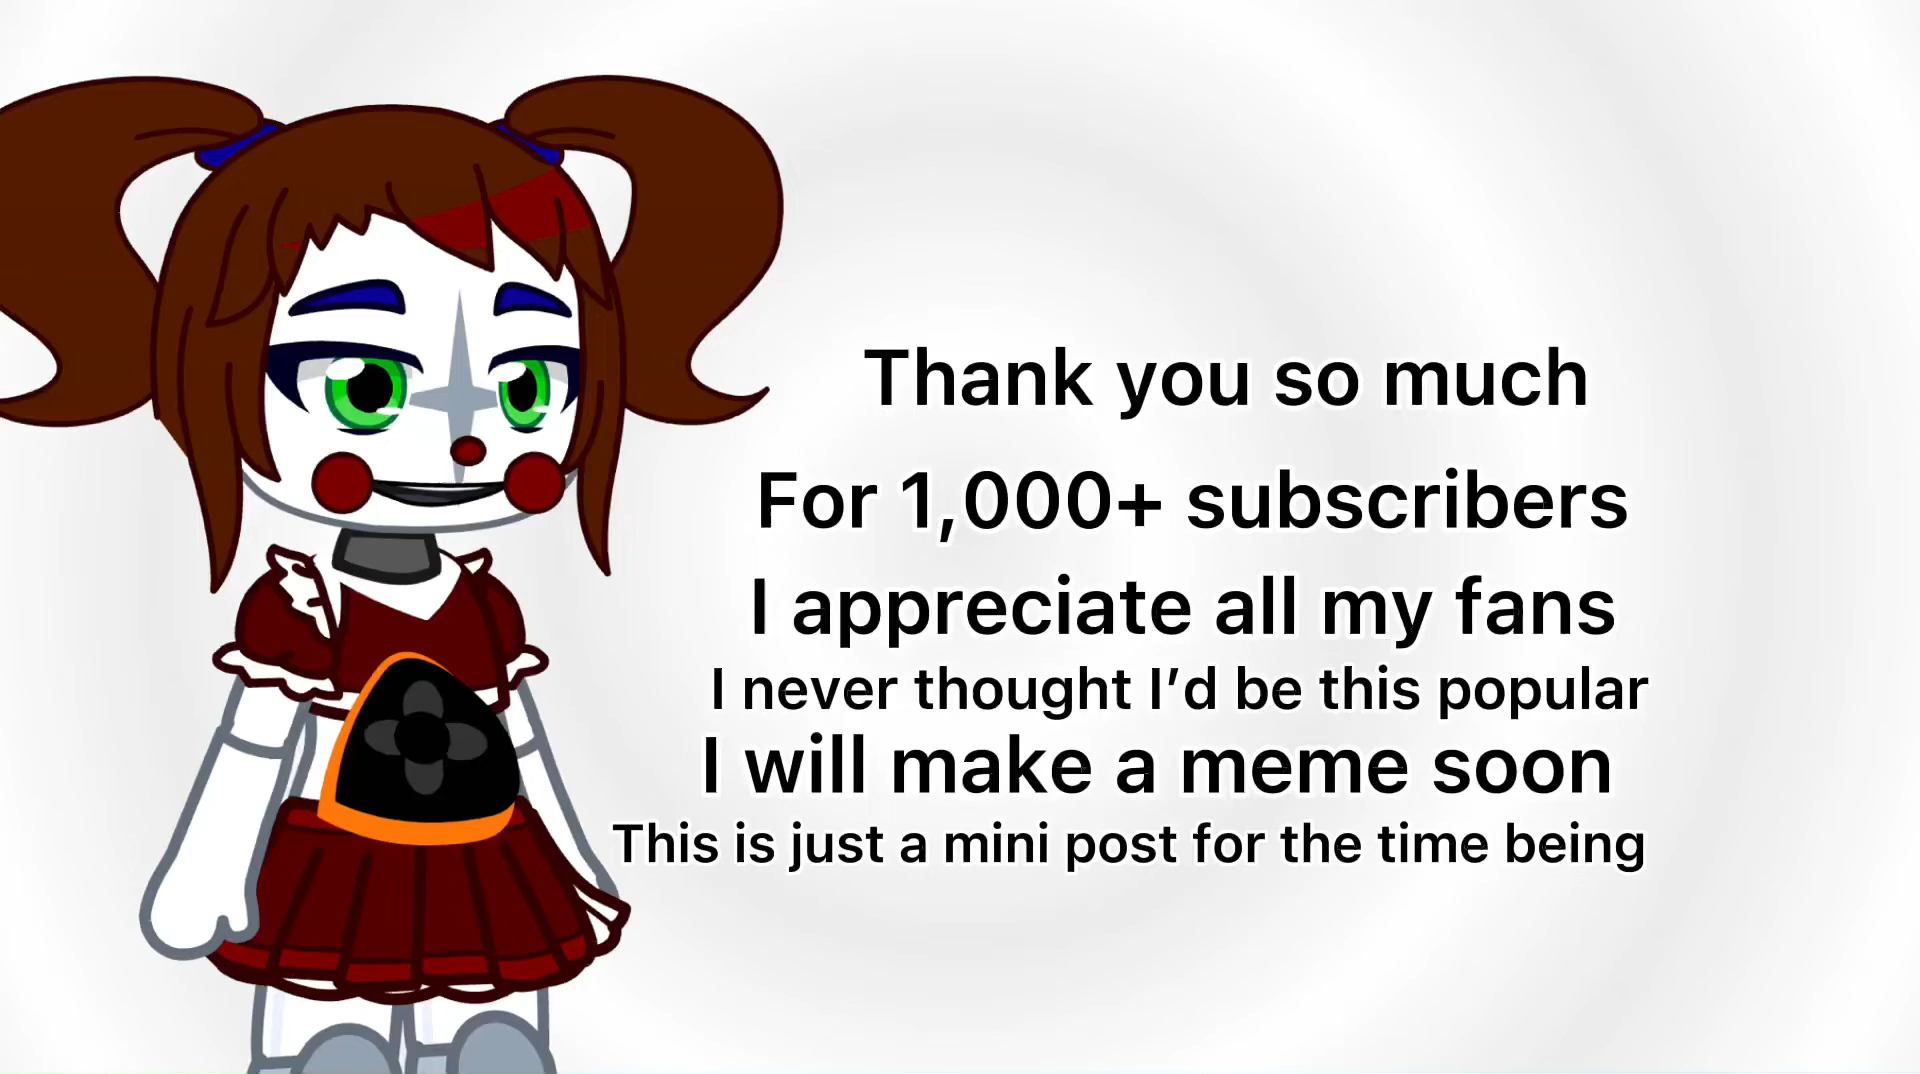 Thank you so much
For 1,000+ subscribers
I appreciate all my fans
I never thought I’d be this popular
I will make a meme soon
This is just a mini post for the time being